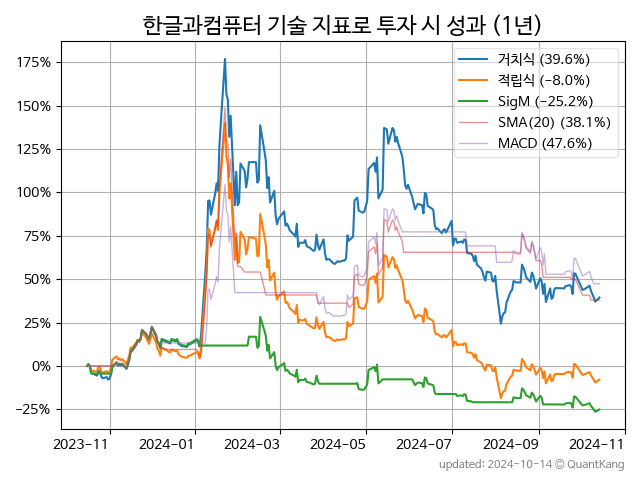 한글과컴퓨터 기술 지표로 투자 시 성과 (1년)
175%
150%
125%
100%
75%
50%
25%
0%
−25%
거치식 (39.6%)
적립식 (−8.0%)
SigM (−25.2%)
SMA(20) (38.1%)
MACD (47.6%)
2023-11
2024-01
2024-03
2024-05
2024-07
2024-09
2024-11
updated: 2024-10-14 © QuantKang